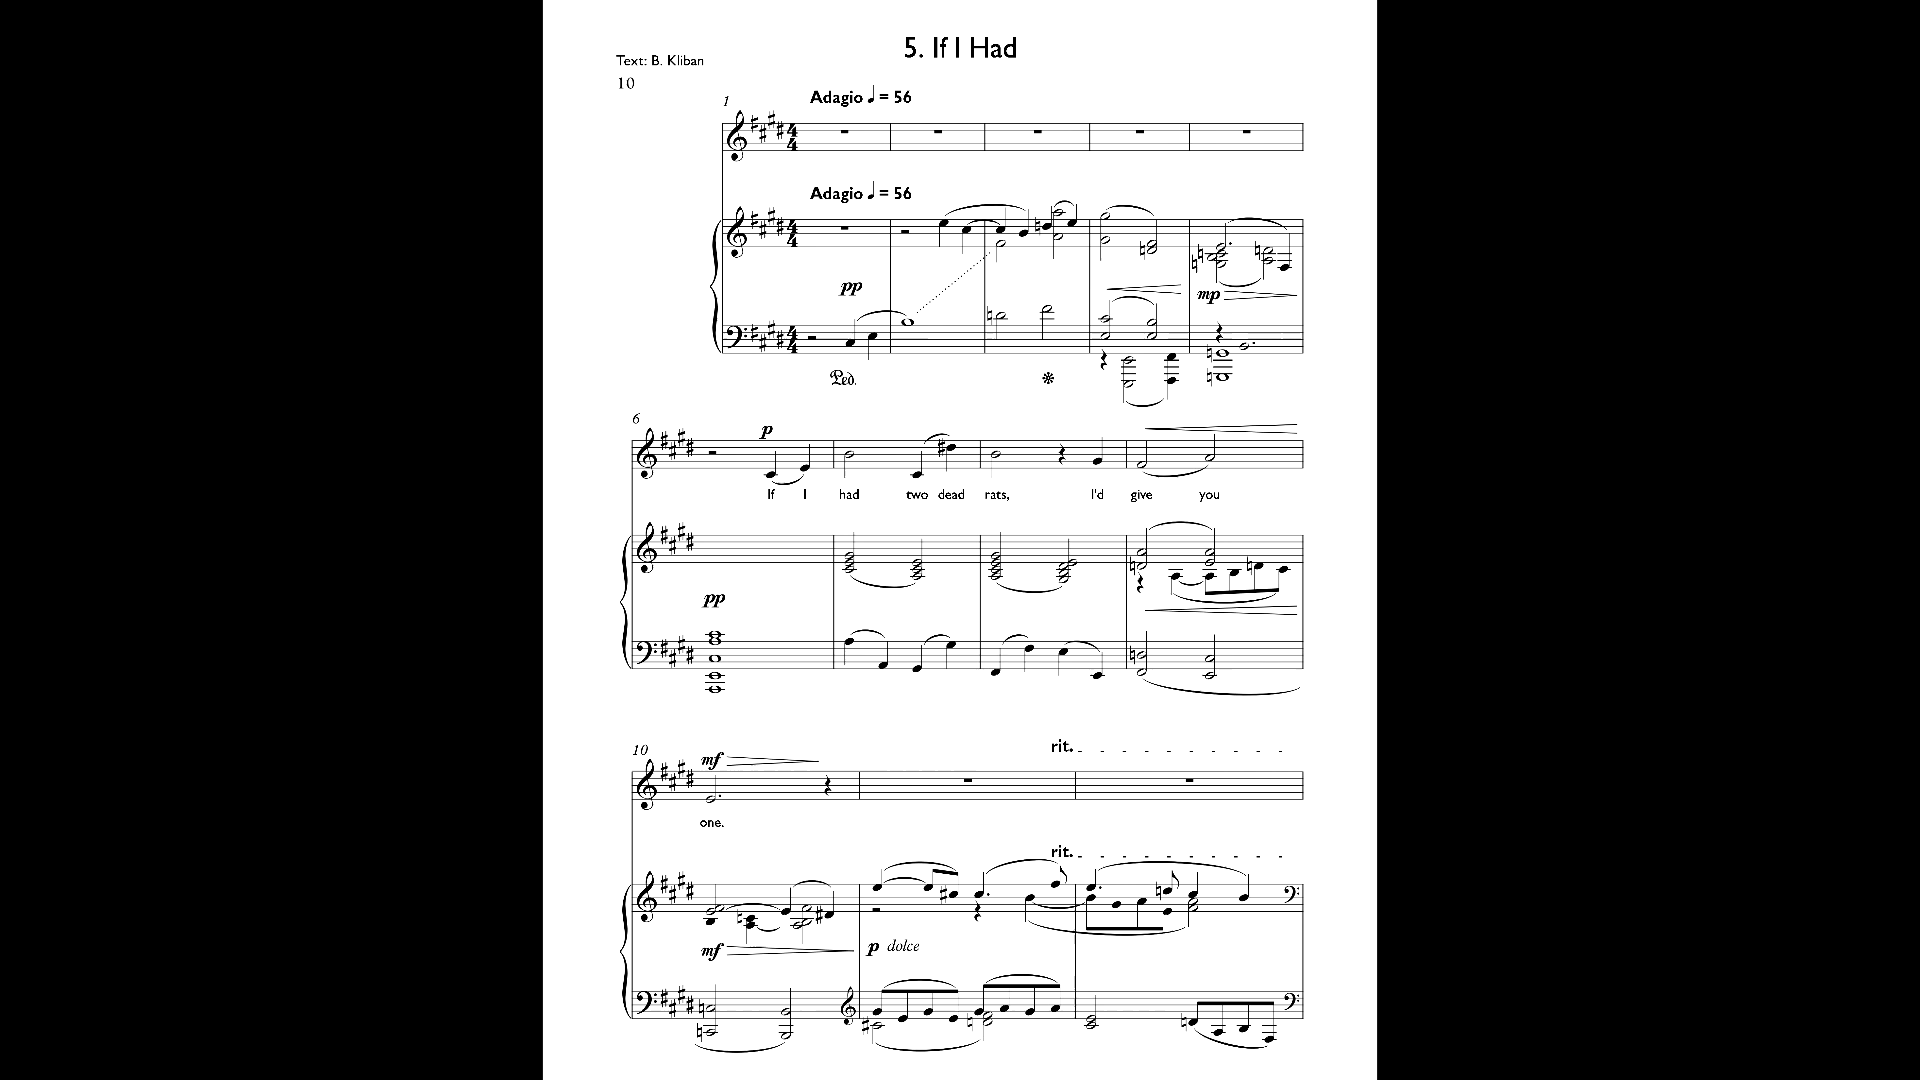 5. If I Had
Text: B. Kliban
10
1
Adagio ♩ = 56
Adagio ♩ = 56
pp
mp
Ped.
6
p
If I had two dead rats, I'd give you
pp
10
mf
rit.
one.
rit.
mf
p dolce